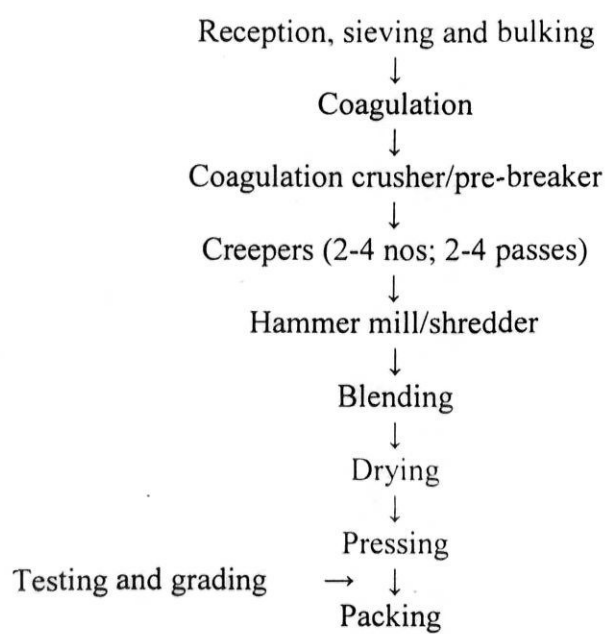 Reception, sieving and bulking
↓
Coagulation
↓
Coagulation crusher/pre-breaker
↓
Creepers (2-4 nos; 2-4 passes)
↓
Hammer mill/shredder
↓
Blending
↓
Drying
↓
Pressing
Testing and grading → ↓
Packing